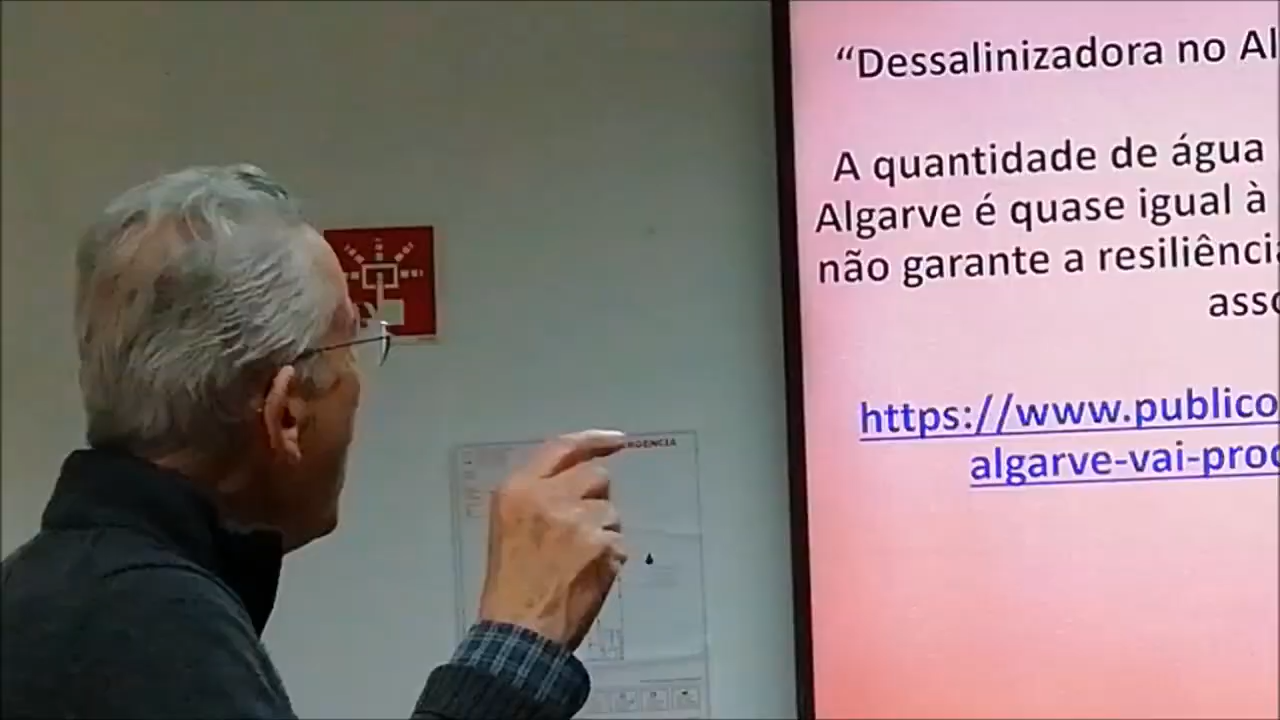 “Dessalinizadora no Al
A quantidade de água
Algarve é quase igual à
não garante a resiliência
asso
https://www.publico
algarve-vai-proc
RGENCIA